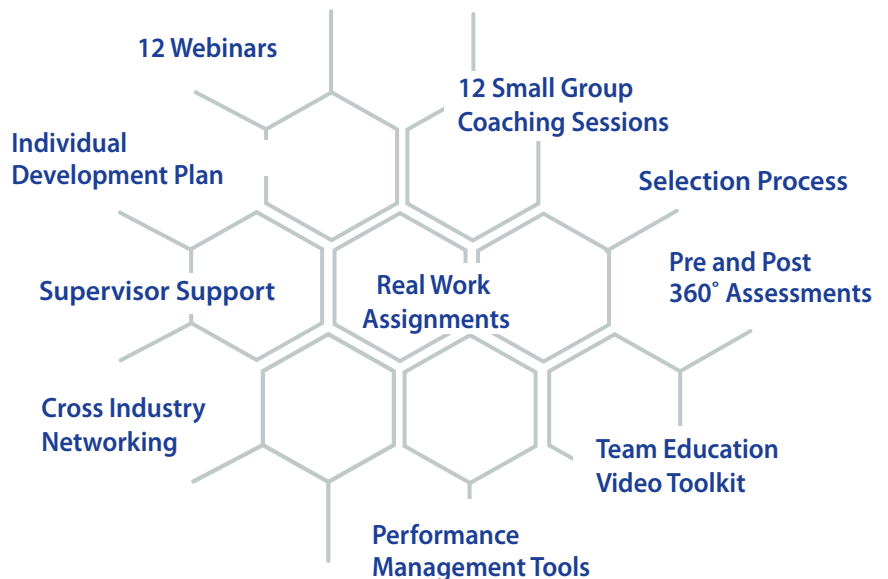 12 Webinars
12 Small Group
Coaching Sessions
Individual
Development Plan
Selection Process
Supervisor Support
Real Work
Assignments
Pre and Post
360˚ Assessments
Cross Industry
Networking
Team Education
Video Toolkit
Performance
Management Tools